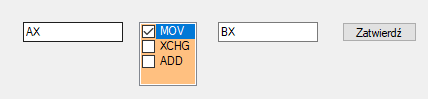 AX
MOV
XCHG
ADD
BX
Zatwierdź